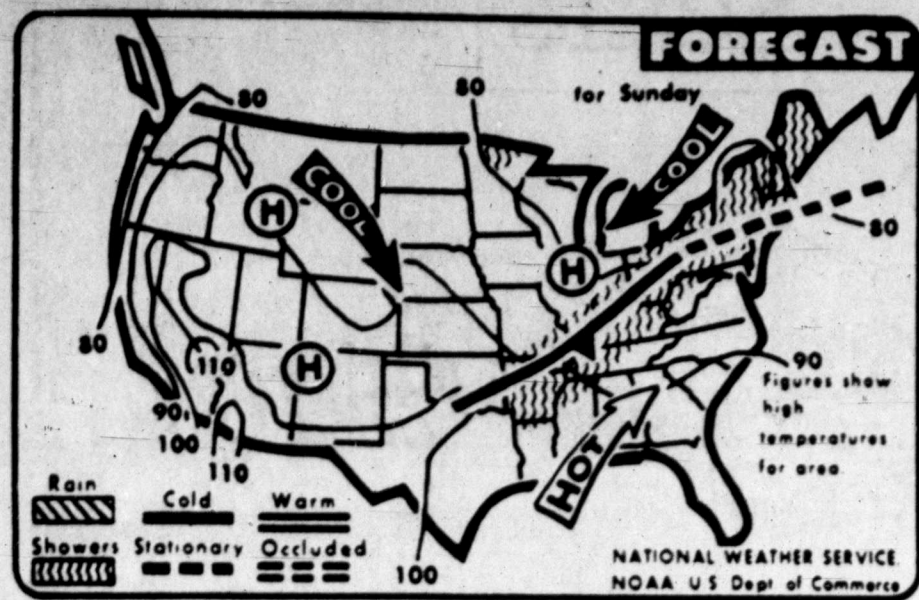 FORECAST
for Sunday
80
80
COOL
COOL
H
H
H
80
80
110
90
100
110
90
Figures show
high
temperatures
for area
HOT
100
Rain
Cold
Warm
Showers
Stationary
Occluded
NATIONAL WEATHER SERVICE
NOAA U S Dept of Commerce